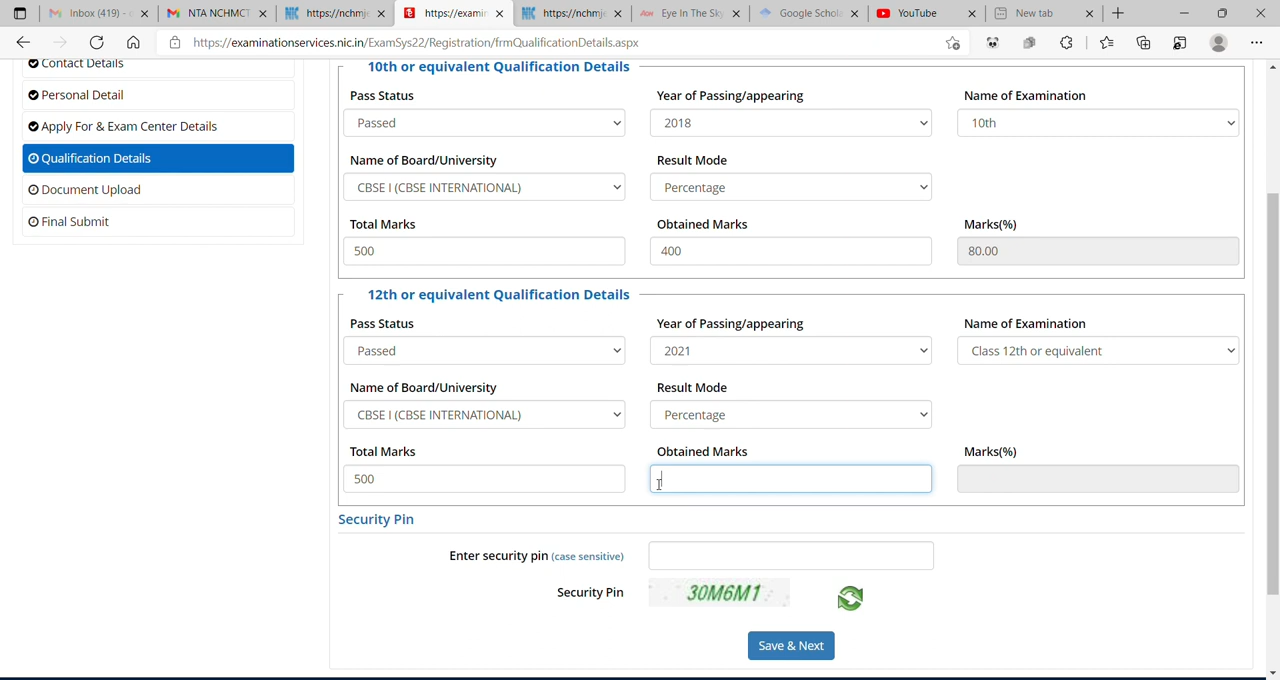 Inbox (419) - e
NTA NCHMCT
https://nchmje
https://examin
https://nchmje
Eye In The Sky
Google Schola
YouTube
New tab
https://examinationservices.nic.in/ExamSys22/Registration/frmQualificationDetails.aspx
Contact Details
Personal Detail
Apply For & Exam Center Details
Qualification Details
Document Upload
Final Submit
10th or equivalent Qualification Details
Pass Status Year of Passing/appearing Name of Examination
Passed 2018 10th
Name of Board/University Result Mode
CBSE I (CBSE INTERNATIONAL) Percentage
Total Marks Obtained Marks Marks(%)
500 400 80.00
12th or equivalent Qualification Details
Pass Status Year of Passing/appearing Name of Examination
Passed 2021 Class 12th or equivalent
Name of Board/University Result Mode
CBSE I (CBSE INTERNATIONAL) Percentage
Total Marks Obtained Marks Marks(%)
500
Security Pin
Enter security pin (case sensitive)
Security Pin 30M6M1
Save & Next